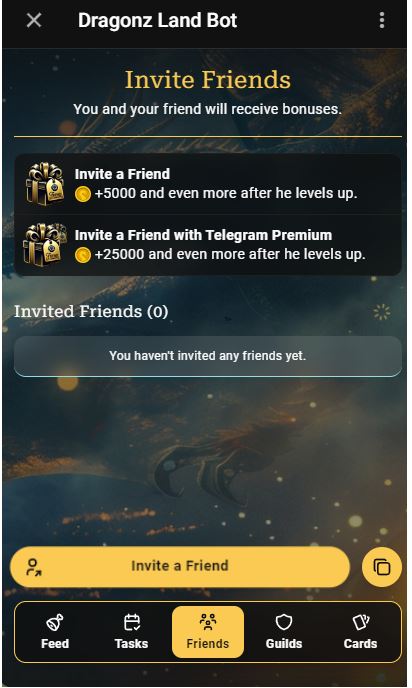 Dragonz Land Bot
Invite Friends
You and your friend will receive bonuses.
Invite a Friend
+5000 and even more after he levels up.
Invite a Friend with Telegram Premium
+25000 and even more after he levels up.
Invited Friends (0)
You haven't invited any friends yet.
Invite a Friend
Feed Tasks Friends Guilds Cards